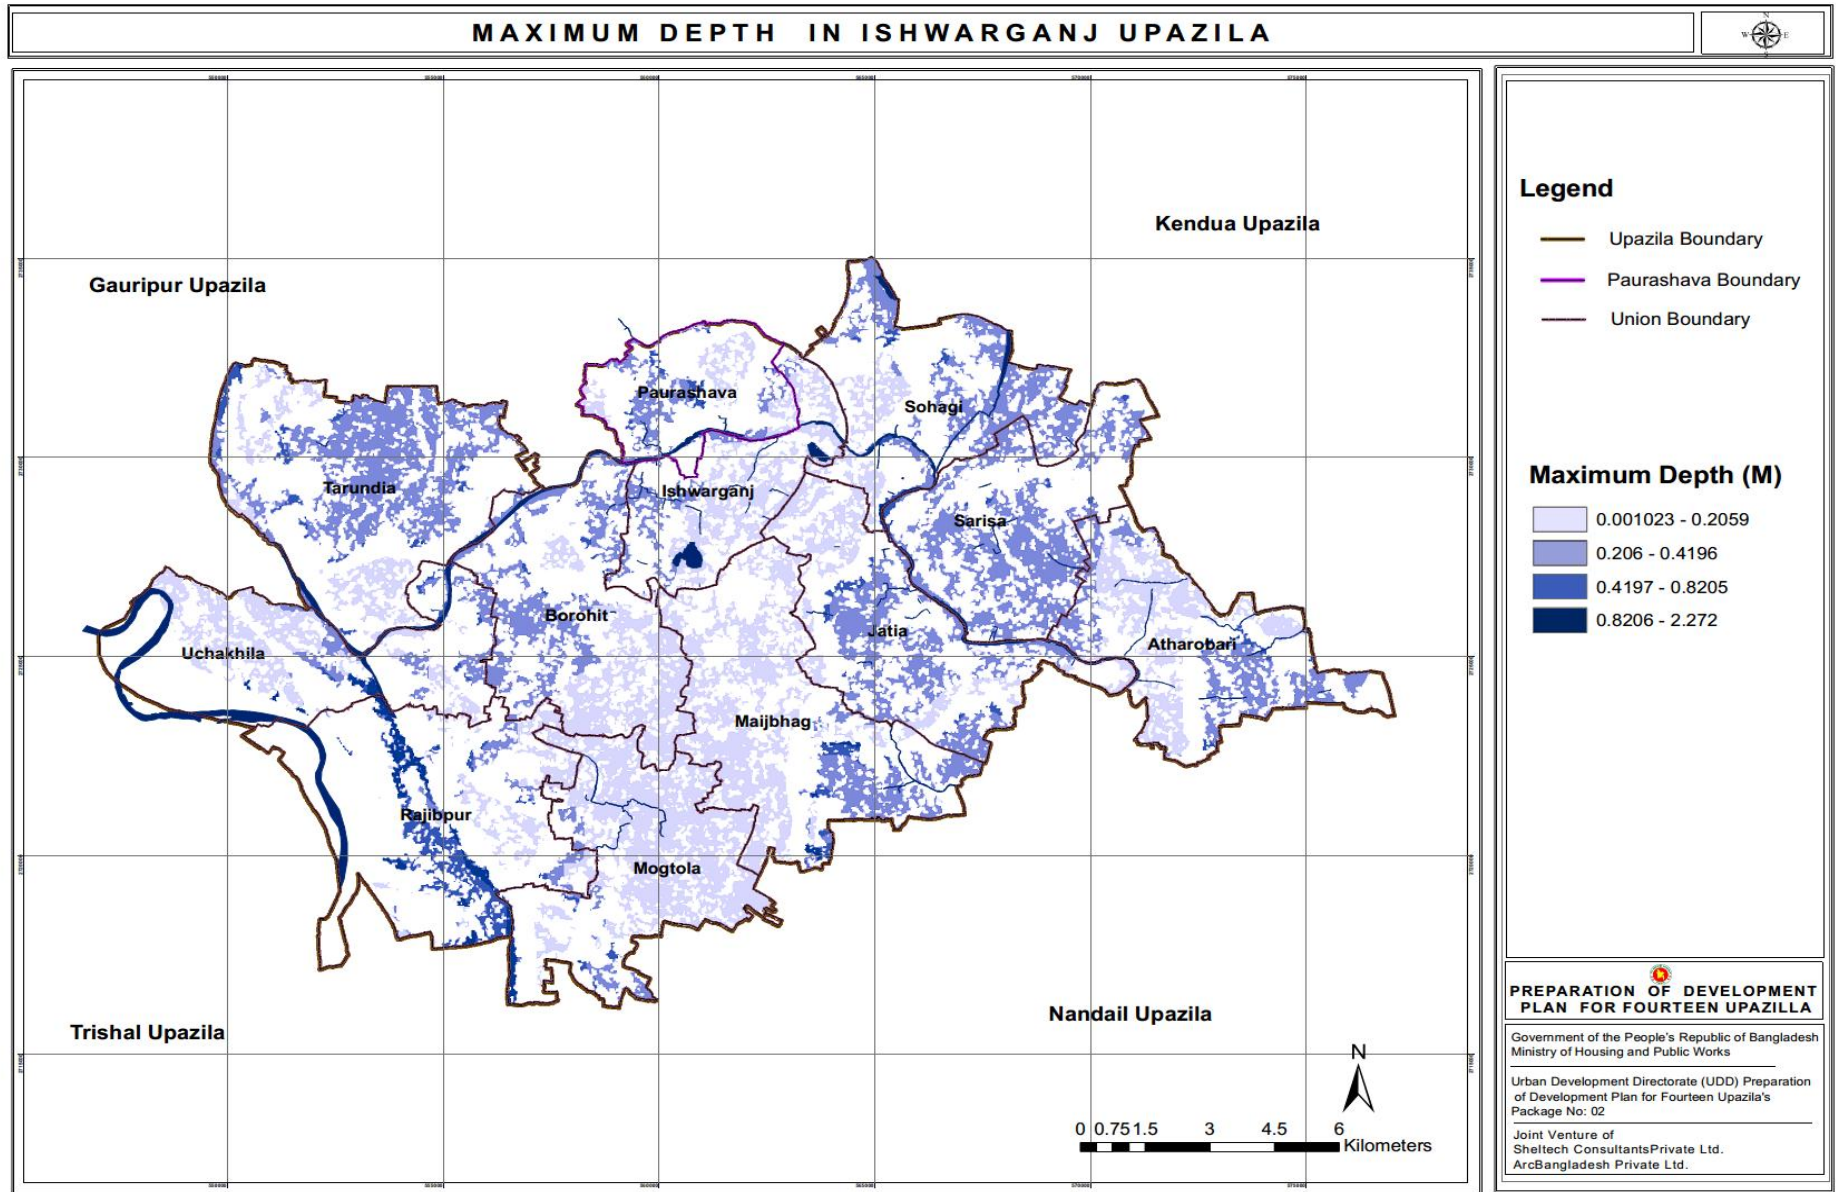 MAXIMUM DEPTH IN ISHWARGANJ UPAZILA
N
W E
S
Kendua Upazila
Gauripur Upazila
Paurashava
Sohagi
Tarundia
Ishwarganj
Sarisa
Borohit
Jatia
Uchakhila
Atharobari
Maijbhag
Rajibpur
Mogtola
Nandail Upazila
Trishal Upazila
N
0 0.75 1.5 3 4.5 6
Kilometers
Legend
Upazila Boundary
Paurashava Boundary
Union Boundary
Maximum Depth (M)
0.001023 - 0.2059
0.206 - 0.4196
0.4197 - 0.8205
0.8206 - 2.272
PREPARATION OF DEVELOPMENT
PLAN FOR FOURTEEN UPAZILLA
Government of the People's Republic of Bangladesh
Ministry of Housing and Public Works
Urban Development Directorate (UDD) Preparation
of Development Plan for Fourteen Upazila's
Package No: 02
Joint Venture of
Sheltech ConsultantsPrivate Ltd.
ArcBangladesh Private Ltd.